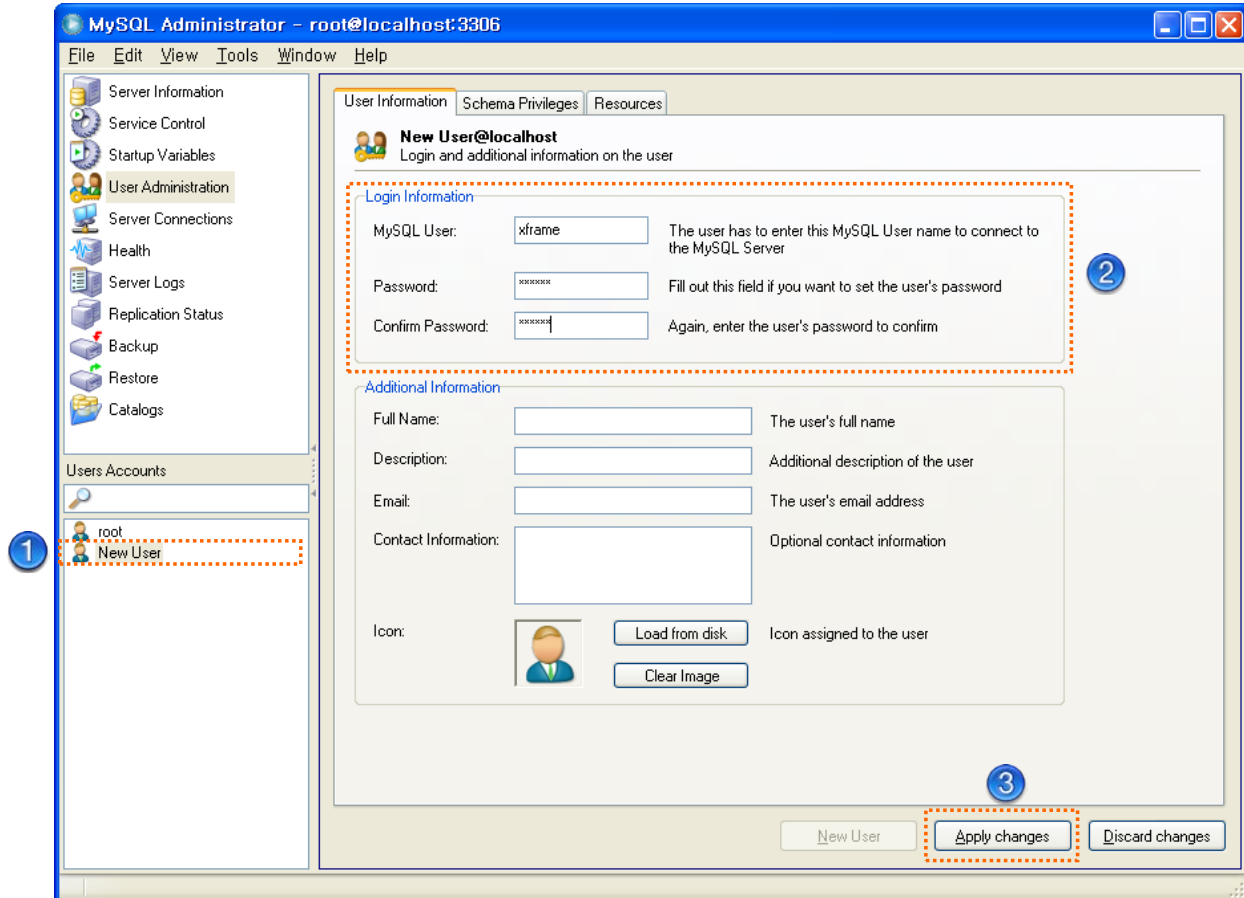 MySQL Administrator - root@localhost:3306
File Edit View Tools Window Help
Server Information
Service Control
Startup Variables
User Administration
Server Connections
Health
Server Logs
Replication Status
Backup
Restore
Catalogs
Users Accounts
1
root
New User
User Information Schema Privileges Resources
New User@localhost
Login and additional information on the user
Login Information
MySQL User: xframe The user has to enter this MySQL User name to connect to
the MySQL Server
2
Password: ****** Fill out this field if you want to set the user's password
Confirm Password: ****** Again, enter the user's password to confirm
Additional Information
Full Name: The user's full name
Description: Additional description of the user
Email: The user's email address
Contact Information: Optional contact information
Icon: Load from disk Icon assigned to the user
Clear Image
3
New User Apply changes Discard changes